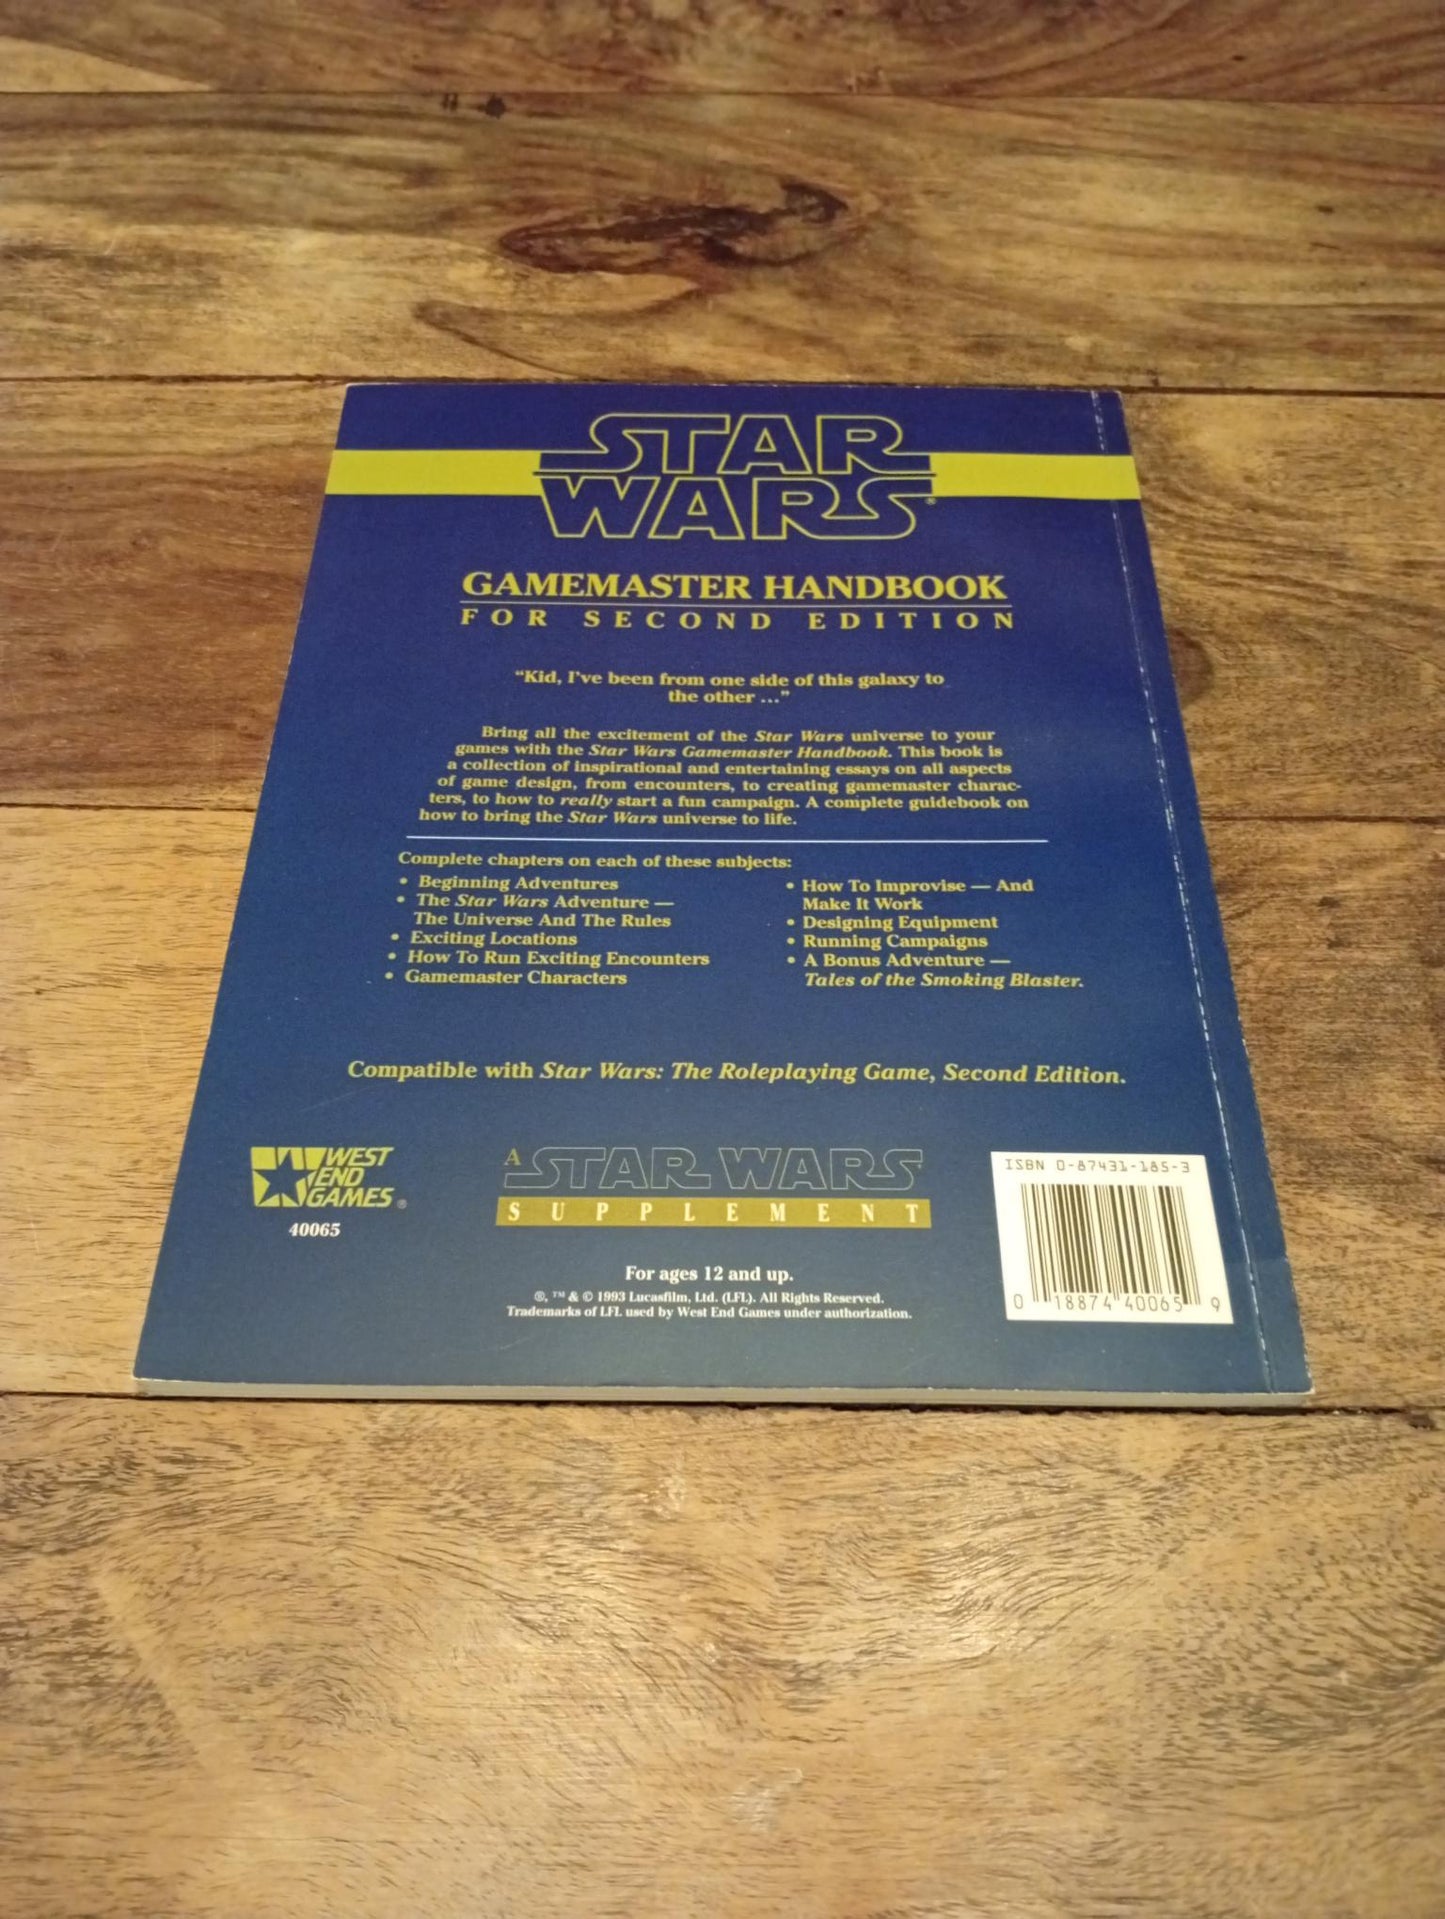 STAR
WARS®
GAMEMASTER HANDBOOK
FOR SECOND EDITION
“Kid, I've been from one side of this galaxy to
the other ...”
Bring all the excitement of the Star Wars universe to your
games with the Star Wars Gamemaster Handbook. This book is
a collection of inspirational and entertaining essays on all aspects
of game design, from encounters, to creating gamemaster charac-
ters, to how to really start a fun campaign. A complete guidebook on
how to bring the Star Wars universe to life.
Complete chapters on each of these subjects:
• Beginning Adventures
• The Star Wars Adventure —
The Universe And The Rules
• Exciting Locations
• How To Run Exciting Encounters
• Gamemaster Characters
• How To Improvise — And
Make It Work
• Designing Equipment
• Running Campaigns
• A Bonus Adventure —
Tales of the Smoking Blaster.
Compatible with Star Wars: The Roleplaying Game, Second Edition.
WEST
END
GAMES®
40065
A STAR WARS
SUPPLEMENT
For ages 12 and up.
®, ™ & © 1993 Lucasfilm, Ltd. (LFL). All Rights Reserved.
Trademarks of LFL used by West End Games under authorization.
ISBN 0-87431-185-3
0 18874 40065 9